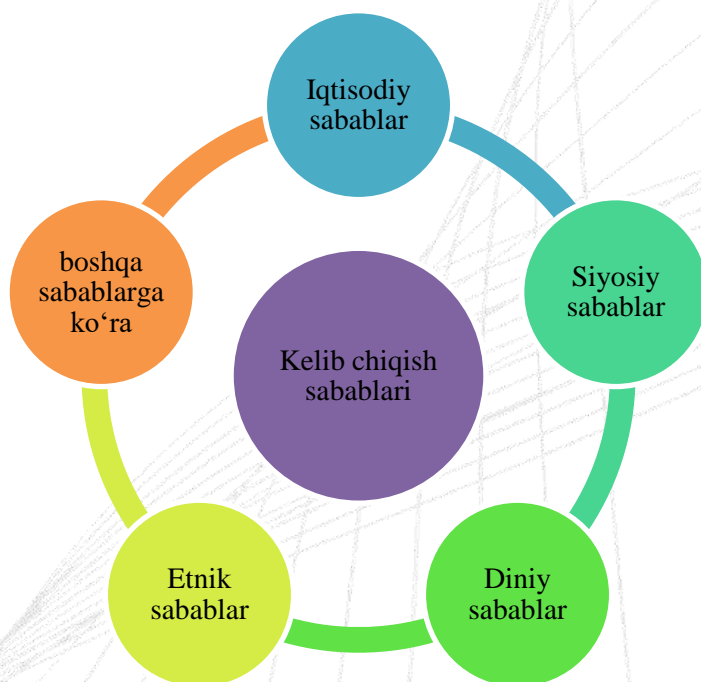 Iqtisodiy
sabablar
boshqa
sabablarga
ko‘ra
Siyosiy
sabablar
Kelib chiqish
sabablari
Etnik
sabablar
Diniy
sabablar